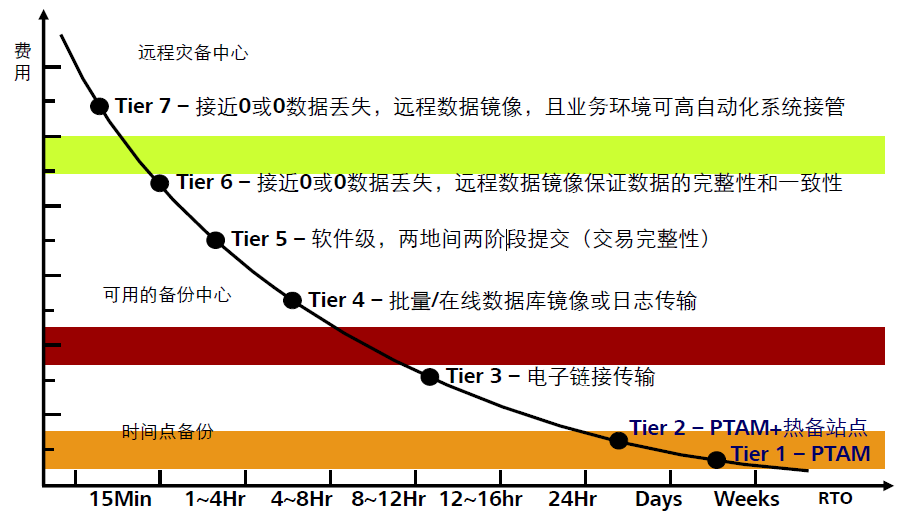 费
用
远程灾备中心
Tier 7 – 接近0或0数据丢失，远程数据镜像，且业务环境可高自动化系统接管
Tier 6 – 接近0或0数据丢失，远程数据镜像保证数据的完整性和一致性
Tier 5 – 软件级，两地间两阶段提交（交易完整性）
可用的备份中心
Tier 4 – 批量/在线数据库镜像或日志传输
Tier 3 – 电子链接传输
时间点备份
Tier 2 – PTAM+热备站点
Tier 1 – PTAM
15Min 1~4Hr 4~8Hr 8~12Hr 12~16hr 24Hr Days Weeks RTO